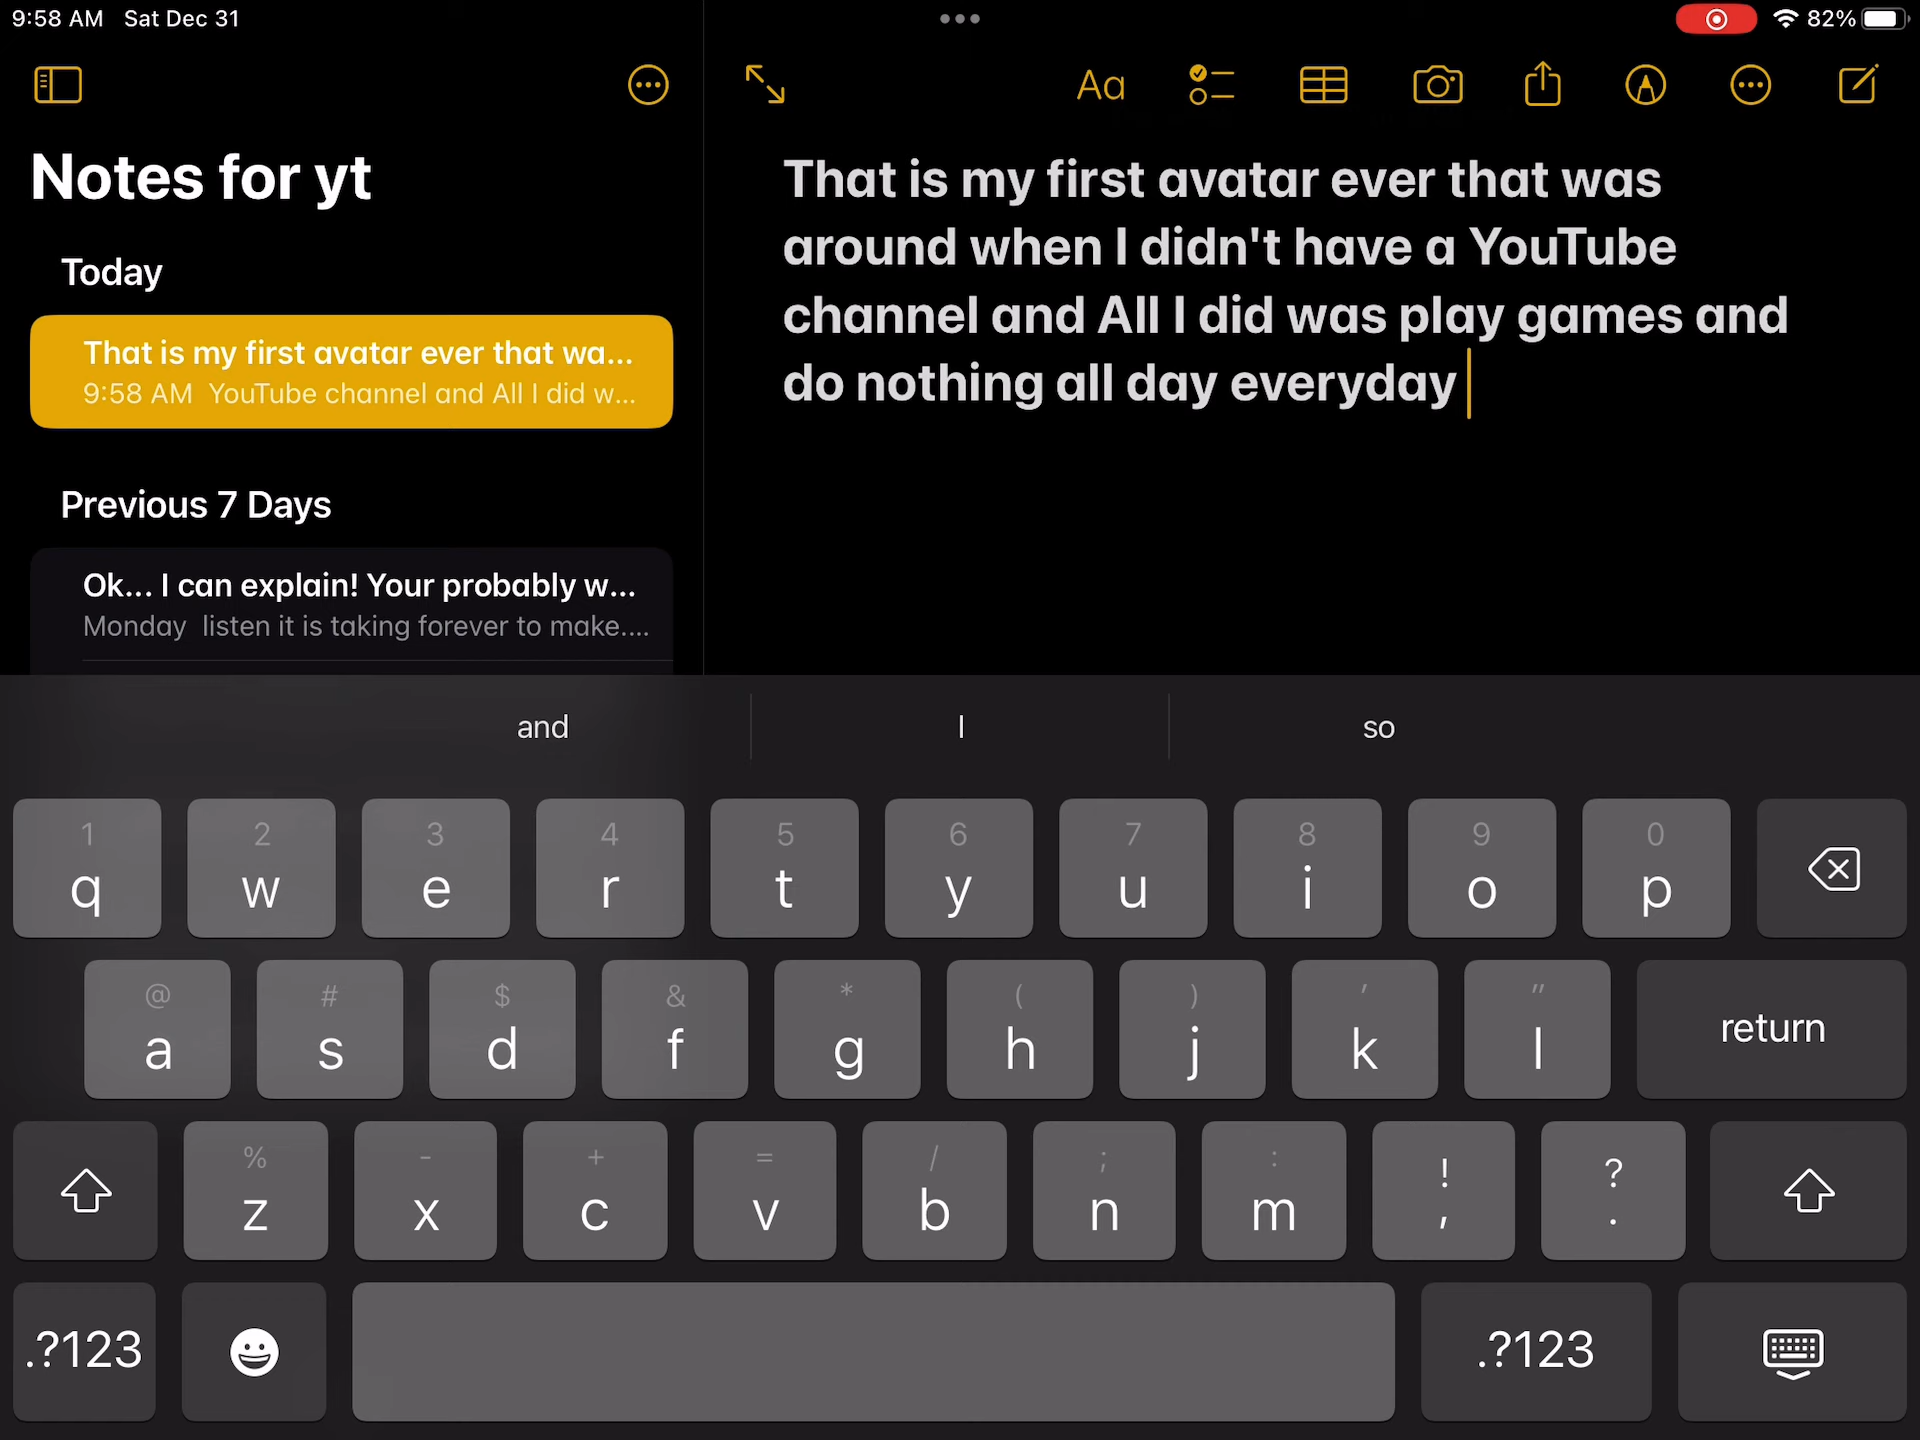 9:58 AM Sat Dec 31
82%
Aa
Notes for yt
Today
That is my first avatar ever that wa...
9:58 AM YouTube channel and All I did w...
Previous 7 Days
Ok... I can explain! Your probably w...
Monday listen it is taking forever to make....
That is my first avatar ever that was
around when I didn't have a YouTube
channel and All I did was play games and
do nothing all day everyday
and I so
1 2 3 4 5 6 7 8 9 0
q w e r t y u i o p
@ # $ & * ( ) ' "
a s d f g h j k l return
% - + = / ; : ! ?
z x c v b n m , .
.?123 .?123